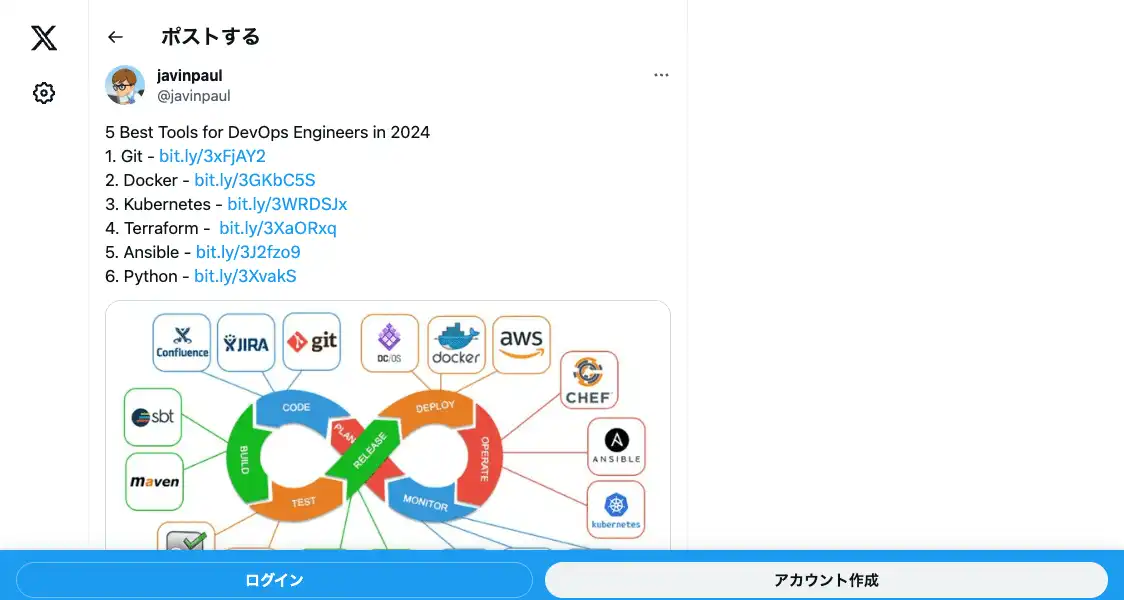 ポストする
javinpaul
@javinpaul
5 Best Tools for DevOps Engineers in 2024
1. Git - bit.ly/3xFjAY2
2. Docker - bit.ly/3GKbC5S
3. Kubernetes - bit.ly/3WRDSJx
4. Terraform - bit.ly/3XaORxq
5. Ansible - bit.ly/3J2fzo9
6. Python - bit.ly/3XvakS
Confluence
JIRA
git
DC/OS
docker
aws
CHEF
sbt
CODE
DEPLOY
PLAN
RELEASE
BUILD
OPERATE
ANSIBLE
maven
TEST
MONITOR
kubernetes
ログイン
アカウント作成